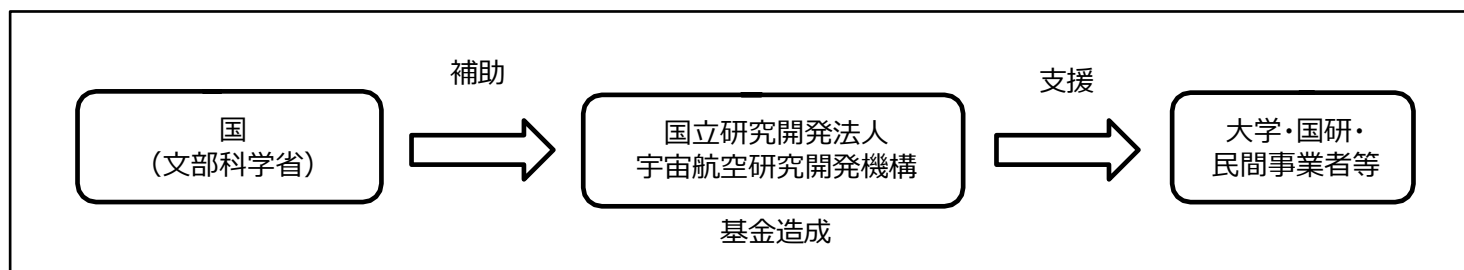 補助
支援
国
（文部科学省）
国立研究開発法人
宇宙航空研究開発機構
大学・国研・
民間事業者等
基金造成